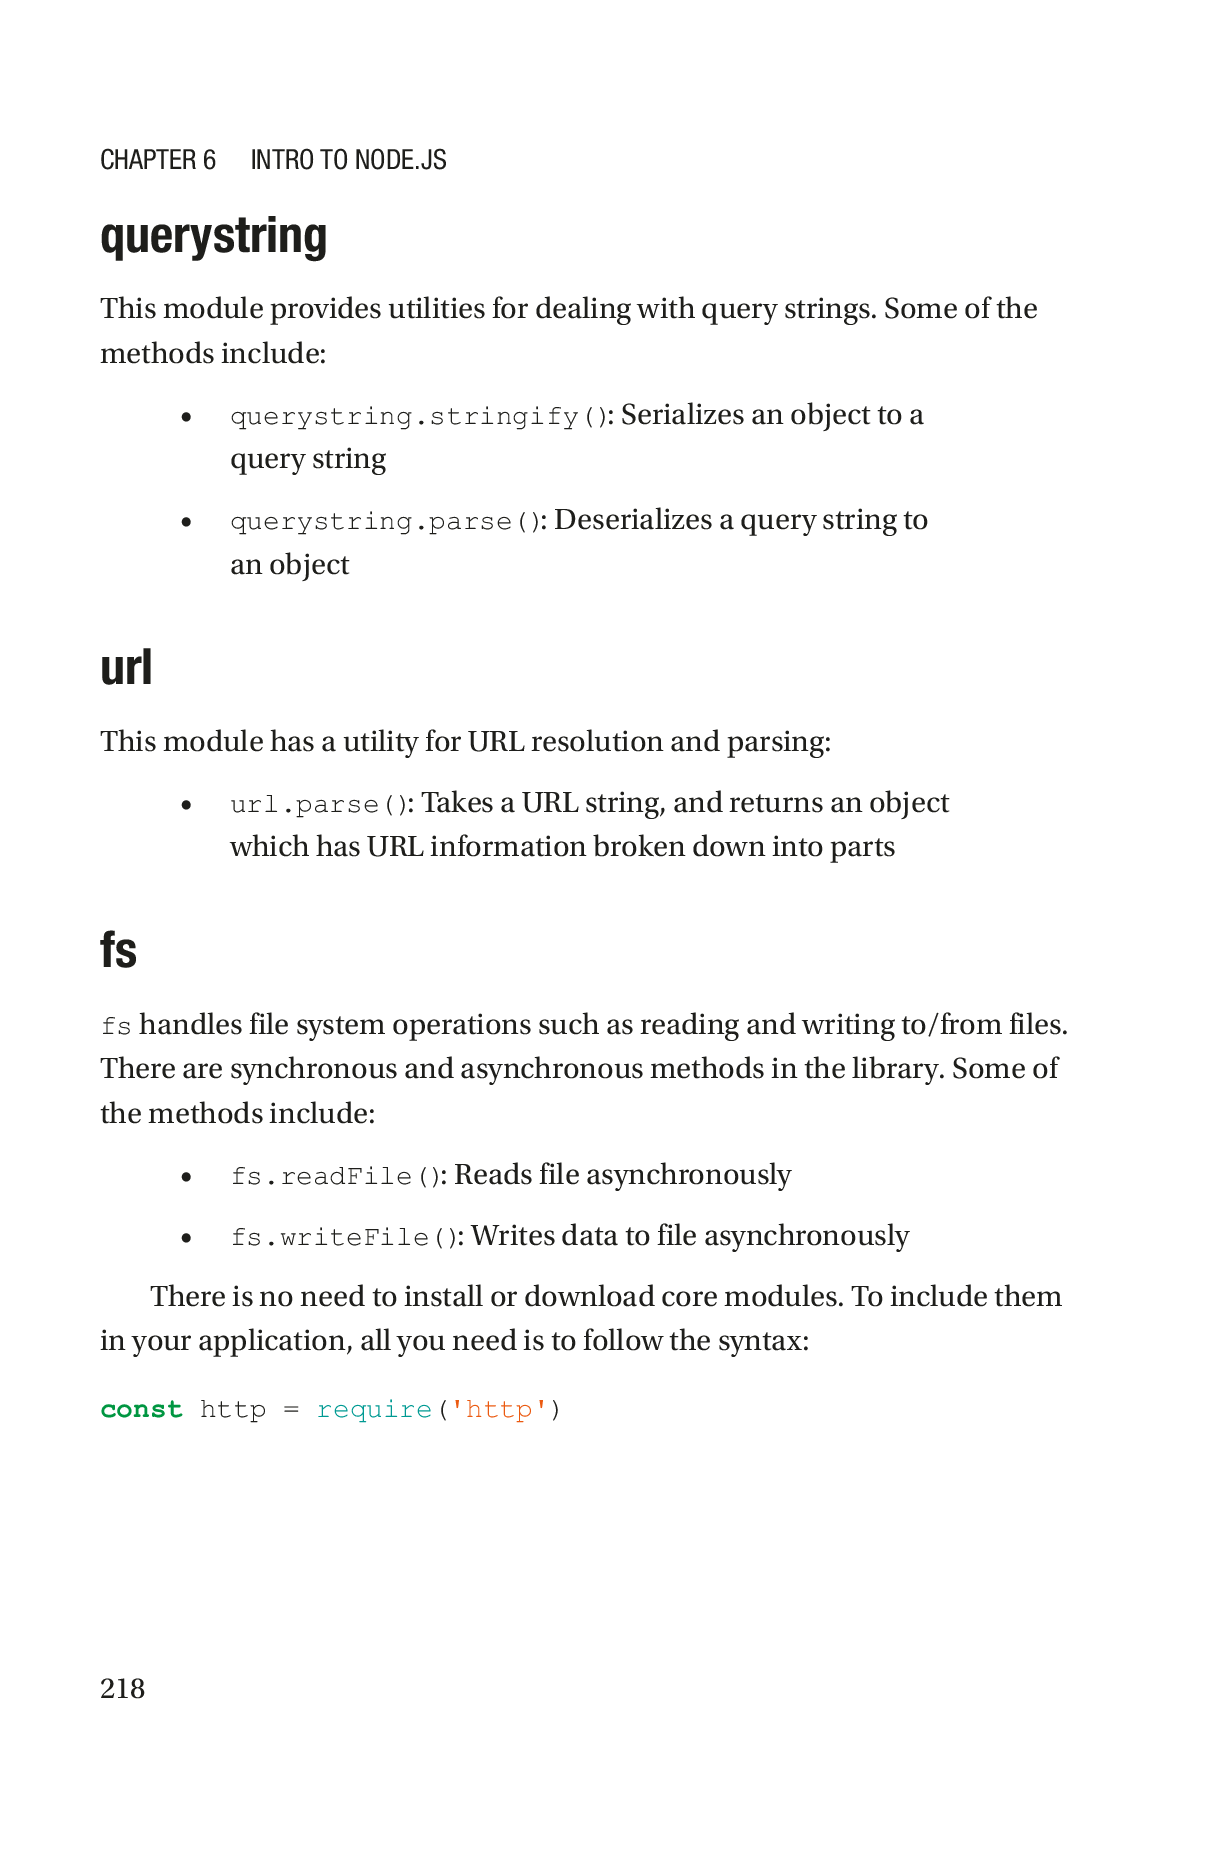 CHAPTER 6 INTRO TO NODE.JS
querystring
This module provides utilities for dealing with query strings. Some of the
methods include:
• querystring.stringify(): Serializes an object to a
query string
• querystring.parse(): Deserializes a query string to
an object
url
This module has a utility for URL resolution and parsing:
• url.parse(): Takes a URL string, and returns an object
which has URL information broken down into parts
fs
fs handles file system operations such as reading and writing to/from files.
There are synchronous and asynchronous methods in the library. Some of
the methods include:
• fs.readFile(): Reads file asynchronously
• fs.writeFile(): Writes data to file asynchronously
There is no need to install or download core modules. To include them
in your application, all you need is to follow the syntax:
const http = require('http')
218